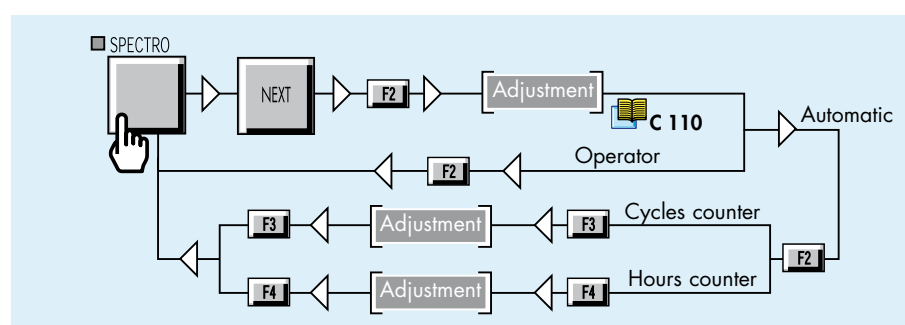 SPECTRO
NEXT F2 Adjustment
C 110
Automatic
F2 Operator
F3 Adjustment F3 Cycles counter
F2
F4 Adjustment F4 Hours counter